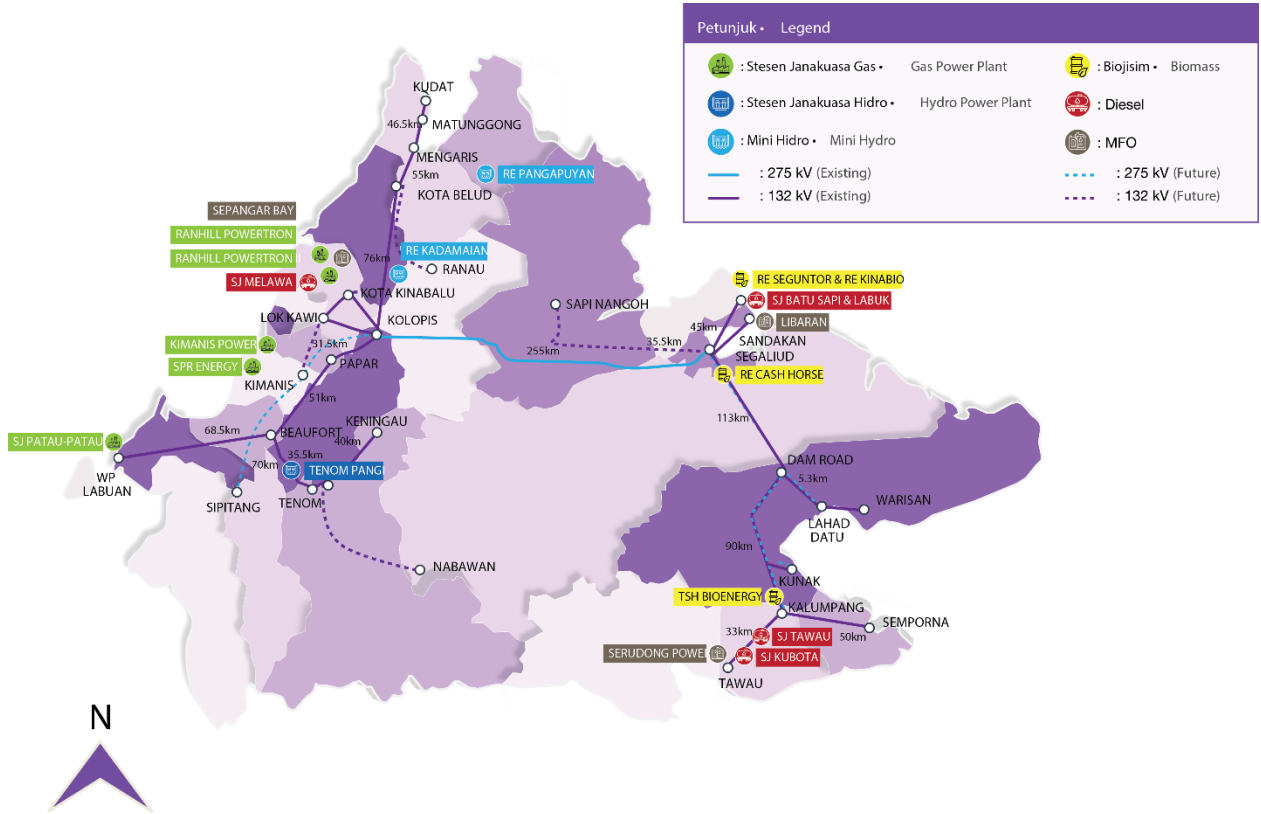 Petunjuk • Legend
: Stesen Janakuasa Gas • Gas Power Plant
: Biojisim • Biomass
: Stesen Janakuasa Hidro • Hydro Power Plant
: Diesel
: Mini Hidro • Mini Hydro
: MFO
: 275 kV (Existing)
: 275 kV (Future)
: 132 kV (Existing)
: 132 kV (Future)
KUDAT
46.5km
MATUNGGONG
MENGARIS
55km
RE PANGAPUYAN
KOTA BELUD
SEPANGAR BAY
RANHILL POWERTRON
RANHILL POWERTRON II
76km
RE KADAMAIAN
RANAU
SJ MELAWA
KOTA KINABALU
RE SEGUNTOR & RE KINABIO
SJ BATU SAPI & LABUK
SAPI NANGOH
LOK KAWI
KOLOPIS
LIBARAN
45km
KIMANIS POWER
31.5km
35.5km
SANDAKAN
255km
SEGALIUD
SPR ENERGY
PAPAR
RE CASH HORSE
KIMANIS
51km
113km
KENINGAU
SJ PATAU-PATAU
68.5km
BEAUFORT
40km
35.5km
70km
TENOM PANGI
DAM ROAD
5.3km
WP
LABUAN
SIPITANG
TENOM
WARISAN
LAHAD
DATU
90km
NABAWAN
KUNAK
TSH BIOENERGY
KALUMPANG
SEMPORNA
33km
SJ TAWAU
50km
SERUDONG POWE
SJ KUBOTA
TAWAU
N